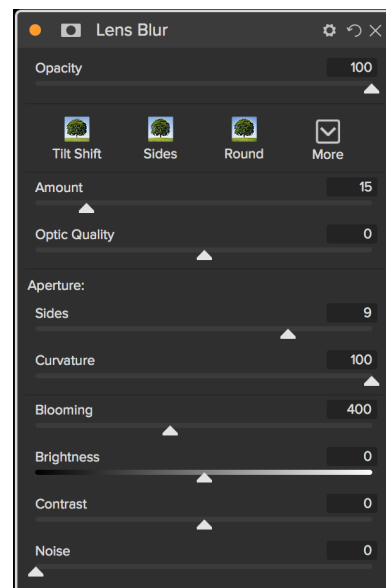 Lens Blur
Opacity 100
Tilt Shift Sides Round More
Amount 15
Optic Quality 0
Aperture:
Sides 9
Curvature 100
Blooming 400
Brightness 0
Contrast 0
Noise 0